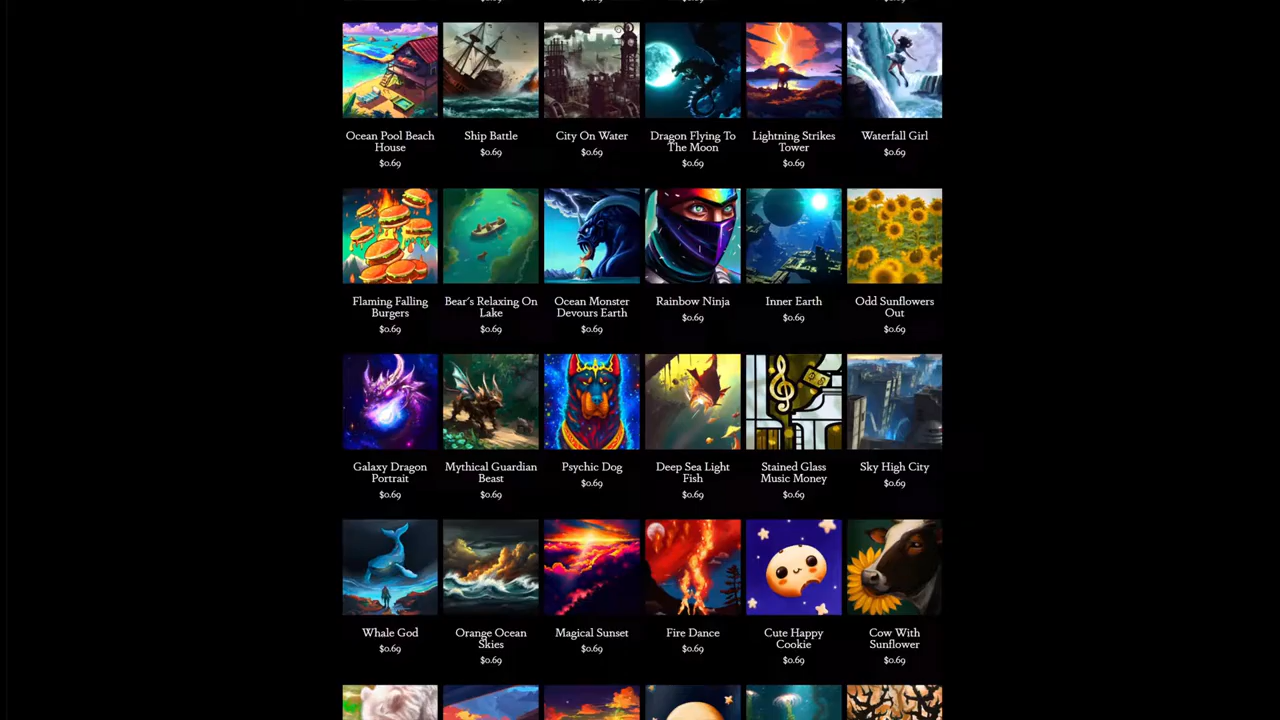 Ocean Pool Beach
House
$0.69
Ship Battle
$0.69
City On Water
$0.69
Dragon Flying To
The Moon
$0.69
Lightning Strikes
Tower
$0.69
Waterfall Girl
$0.69
Flaming Falling
Burgers
$0.69
Bear's Relaxing On
Lake
$0.69
Ocean Monster
Devours Earth
$0.69
Rainbow Ninja
$0.69
Inner Earth
$0.69
Odd Sunflowers
Out
$0.69
Galaxy Dragon
Portrait
$0.69
Mythical Guardian
Beast
$0.69
Psychic Dog
$0.69
Deep Sea Light
Fish
$0.69
Stained Glass
Music Money
$0.69
Sky High City
$0.69
Whale God
$0.69
Orange Ocean
Skies
$0.69
Magical Sunset
$0.69
Fire Dance
$0.69
Cute Happy
Cookie
$0.69
Cow With
Sunflower
$0.69